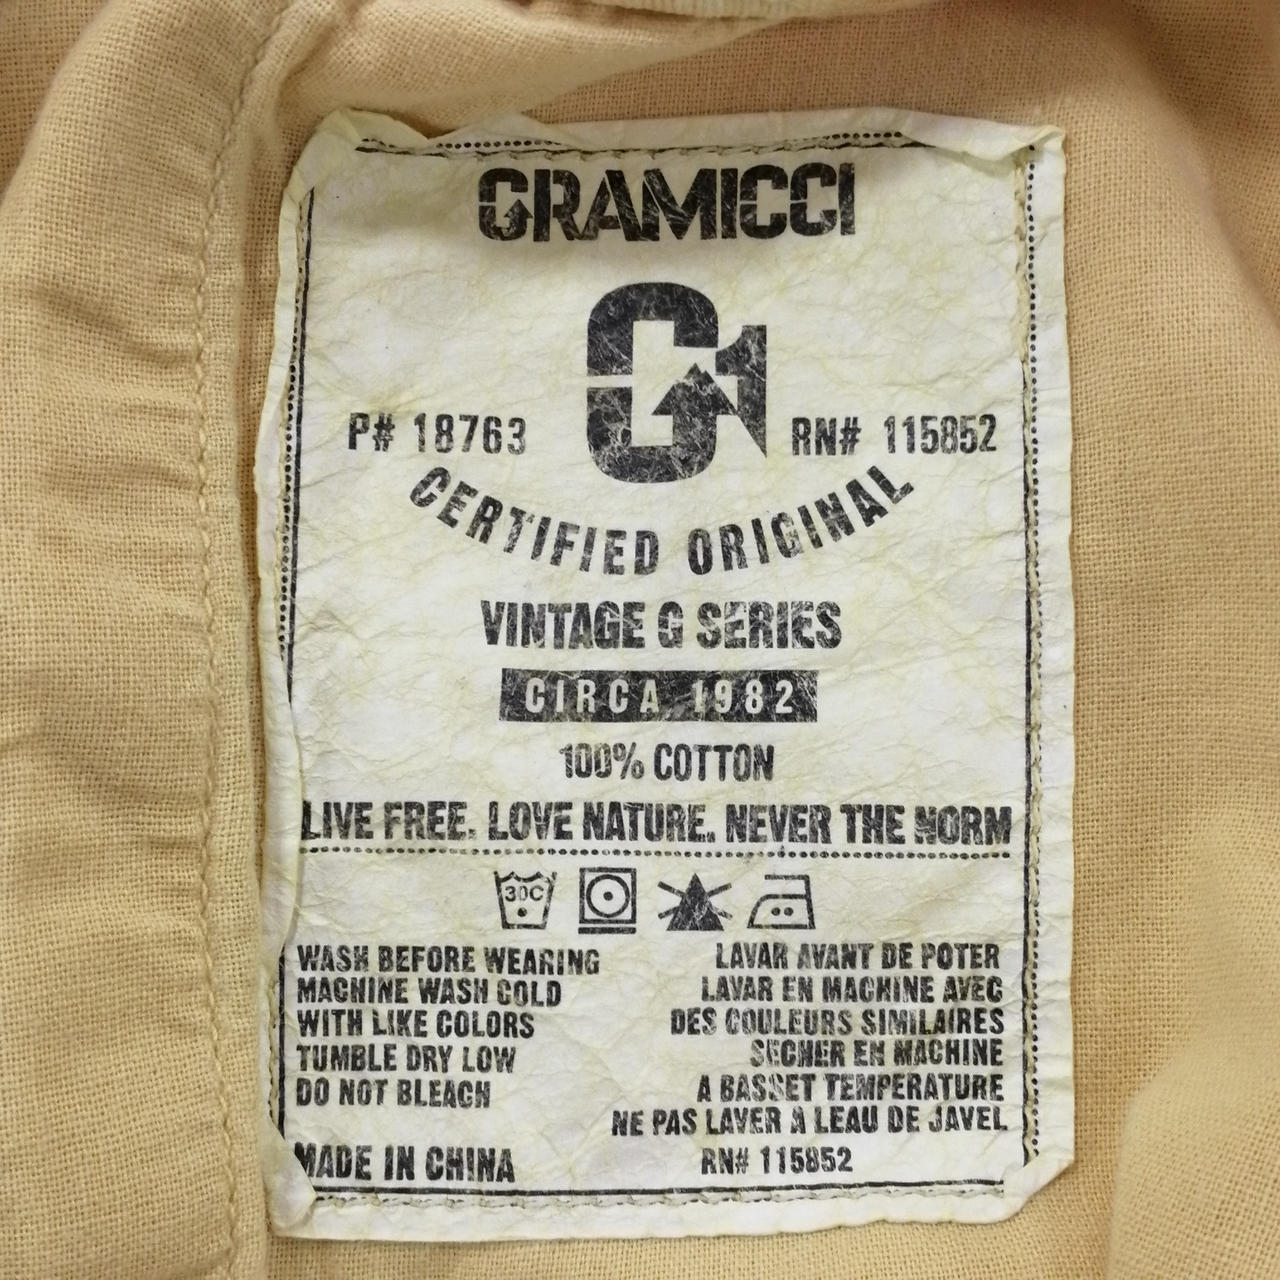 GRAMICCI
G
P# 18763 RN# 115852
CERTIFIED ORIGINAL
VINTAGE G SERIES
CIRCA 1982
100% COTTON
LIVE FREE. LOVE NATURE. NEVER THE NORM
30C
WASH BEFORE WEARING
MACHINE WASH COLD
WITH LIKE COLORS
TUMBLE DRY LOW
DO NOT BLEACH
LAVAR AVANT DE POTER
LAVAR EN MACHINE AVEC
DES COULEURS SIMILAIRES
SECHER EN MACHINE
A BASSET TEMPERATURE
NE PAS LAVER A LEAU DE JAVEL
MADE IN CHINA
RN# 115852